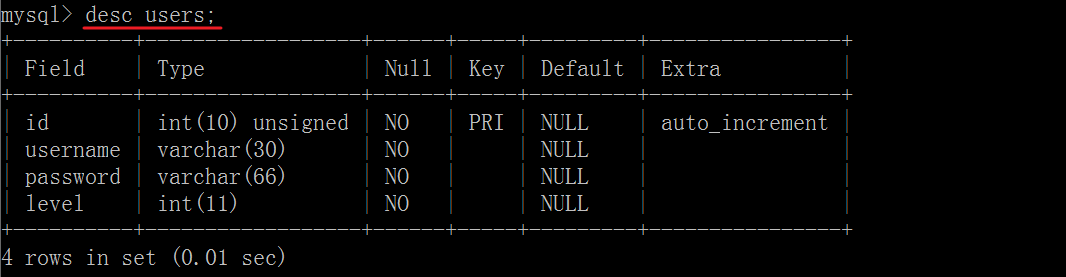 mysql> desc users;
+----------+------------------+------+-----+---------+----------------+
| Field    | Type             | Null | Key | Default | Extra          |
+----------+------------------+------+-----+---------+----------------+
| id       | int(10) unsigned | NO   | PRI | NULL    | auto_increment |
| username | varchar(30)      | NO   |     | NULL    |                |
| password | varchar(66)      | NO   |     | NULL    |                |
| level    | int(11)          | NO   |     | NULL    |                |
+----------+------------------+------+-----+---------+----------------+
4 rows in set (0.01 sec)